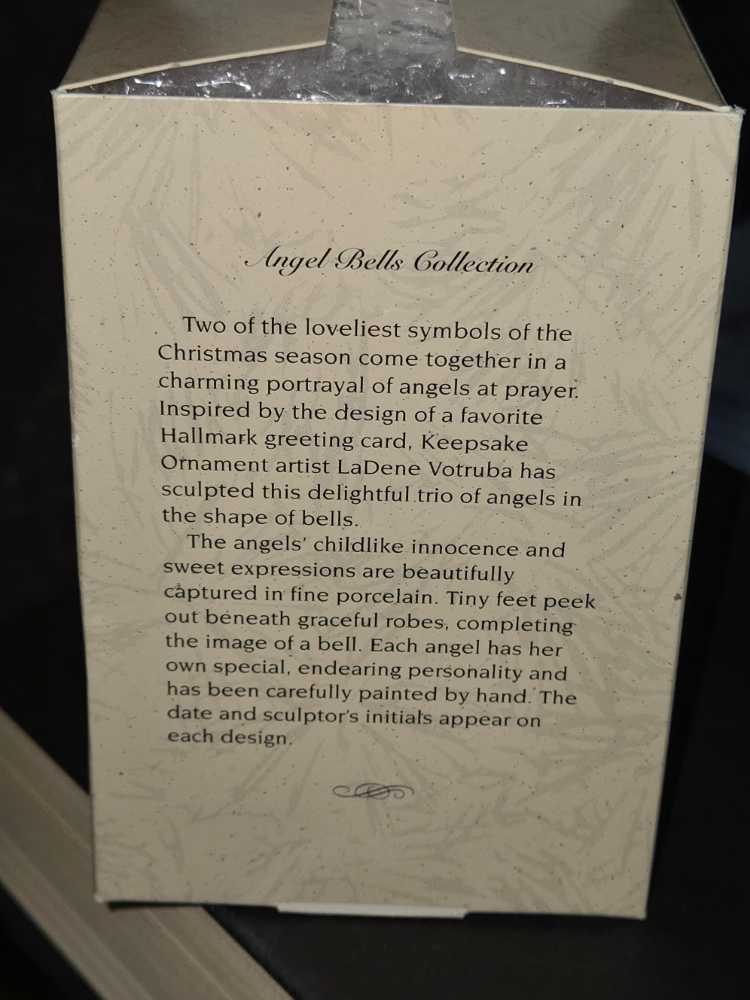 Angel Bells Collection
Two of the loveliest symbols of the
Christmas season come together in a
charming portrayal of angels at prayer.
Inspired by the design of a favorite
Hallmark greeting card, Keepsake
Ornament artist LaDene Votruba has
sculpted this delightful trio of angels in
the shape of bells.
The angels' childlike innocence and
sweet expressions are beautifully
captured in fine porcelain. Tiny feet peek
out beneath graceful robes, completing
the image of a bell. Each angel has her
own special, endearing personality and
has been carefully painted by hand. The
date and sculptor's initials appear on
each design.